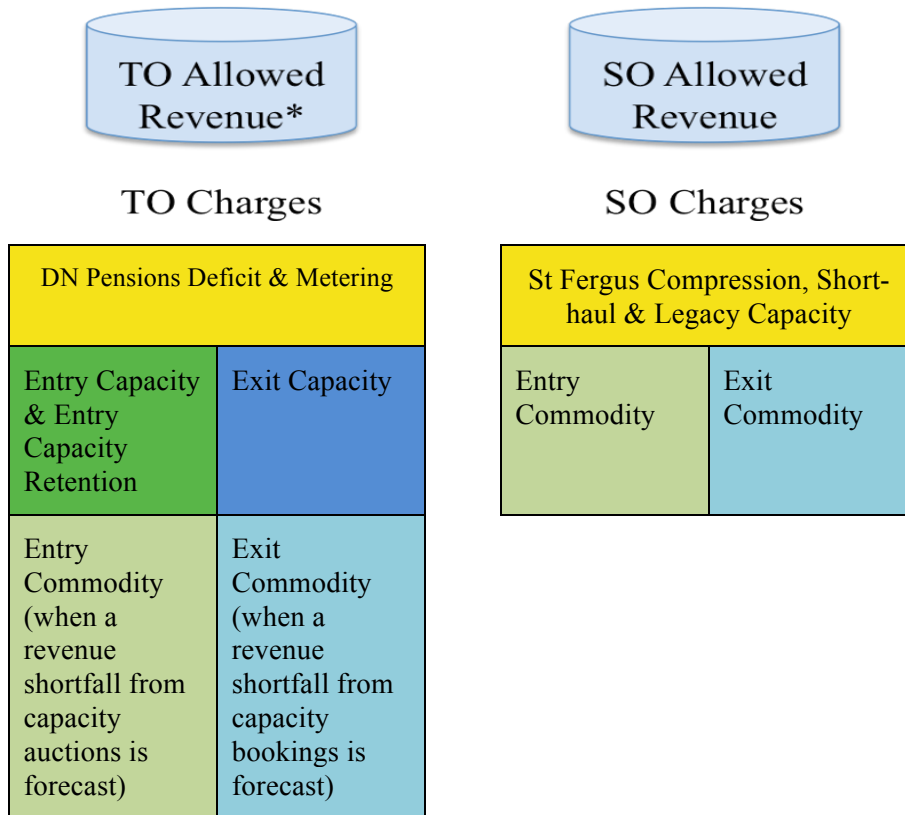 TO Allowed
Revenue*
SO Allowed
Revenue
TO Charges
SO Charges
DN Pensions Deficit & Metering
St Fergus Compression, Short-
haul & Legacy Capacity
Entry Capacity
& Entry
Capacity
Retention
Exit Capacity
Entry
Commodity
Exit
Commodity
Entry
Commodity
(when a
revenue
shortfall from
capacity
auctions is
forecast)
Exit
Commodity
(when a
revenue
shortfall from
capacity
bookings is
forecast)